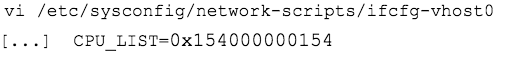 vi /etc/sysconfig/network-scripts/ifcfg-vhost0
[...] CPU_LIST=0x154000000154